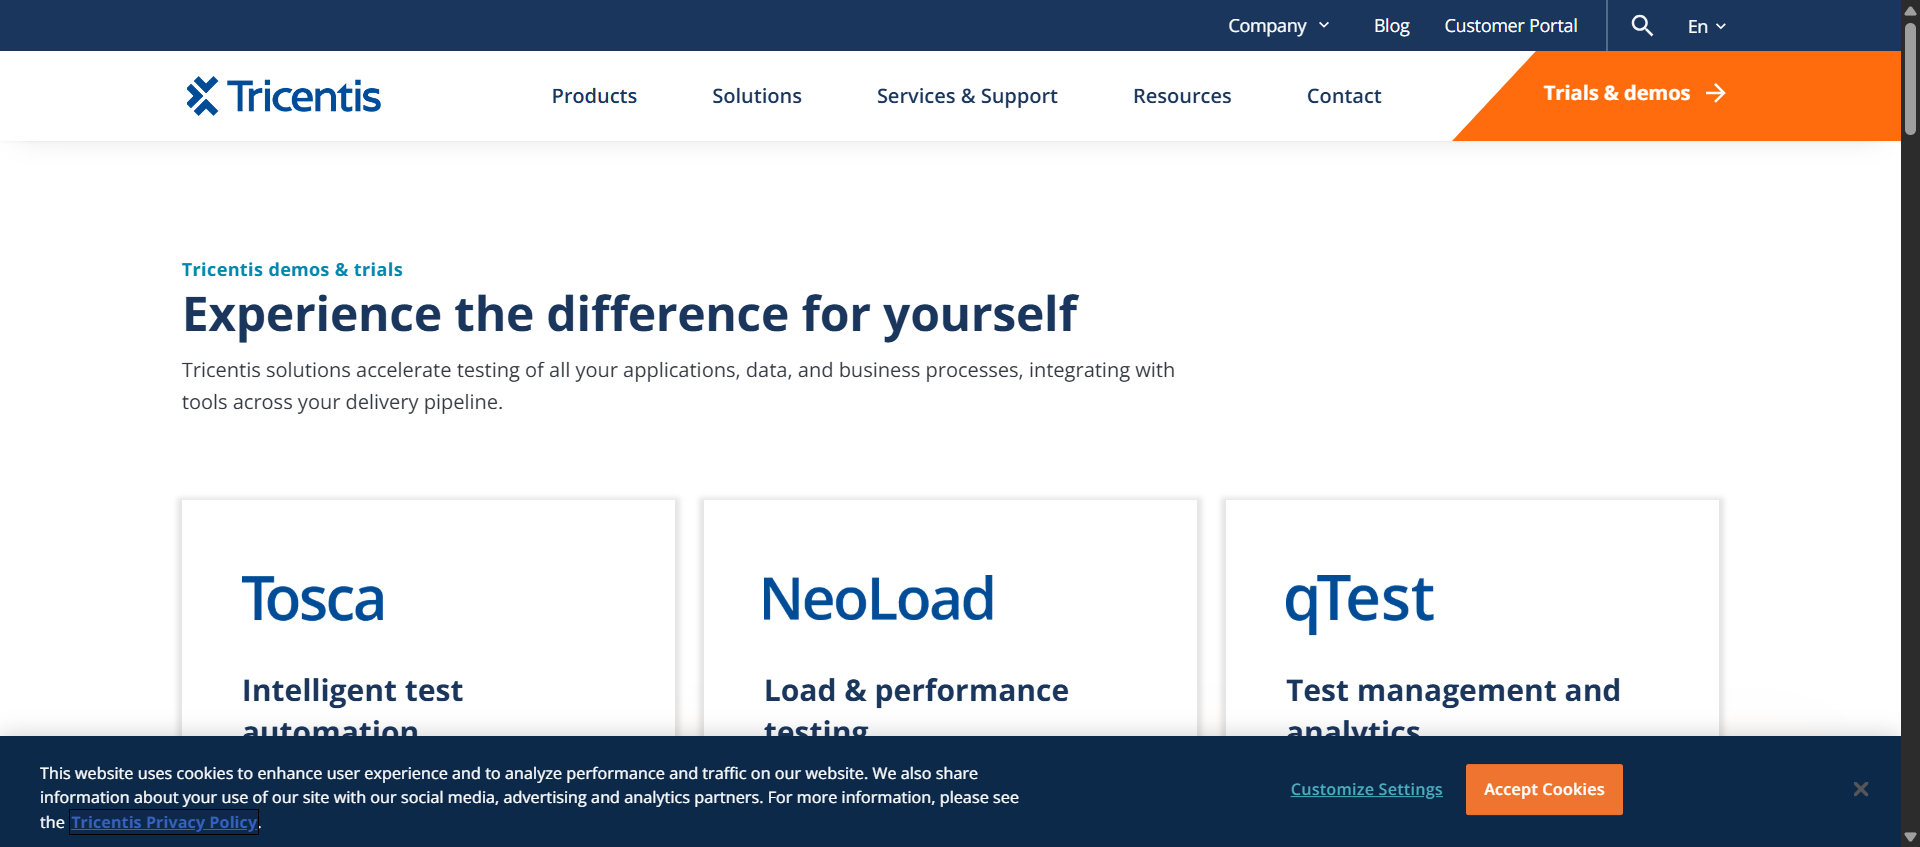 Company
Blog
Customer Portal
En
Tricentis
Products
Solutions
Services & Support
Resources
Contact
Trials & demos
Tricentis demos & trials
Experience the difference for yourself
Tricentis solutions accelerate testing of all your applications, data, and business processes, integrating with
tools across your delivery pipeline.
Tosca
NeoLoad
qTest
Intelligent test
automation
Load & performance
testing
Test management and
analytics
This website uses cookies to enhance user experience and to analyze performance and traffic on our website. We also share
information about your use of our site with our social media, advertising and analytics partners. For more information, please see
the Tricentis Privacy Policy.
Customize Settings
Accept Cookies